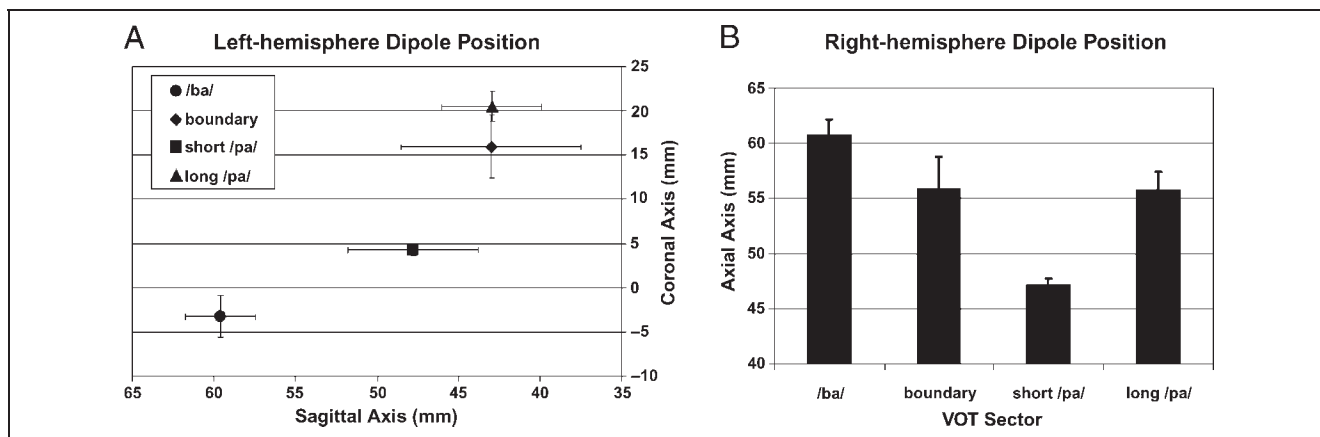 A
Left-hemisphere Dipole Position
/ba/
boundary
short /pa/
long /pa/
25
20
15
10
5
0
–5
–10
Coronal Axis (mm)
65 60 55 50 45 40 35
Sagittal Axis (mm)
B
Right-hemisphere Dipole Position
65
60
55
50
45
40
Axial Axis (mm)
/ba/ boundary short /pa/ long /pa/
VOT Sector